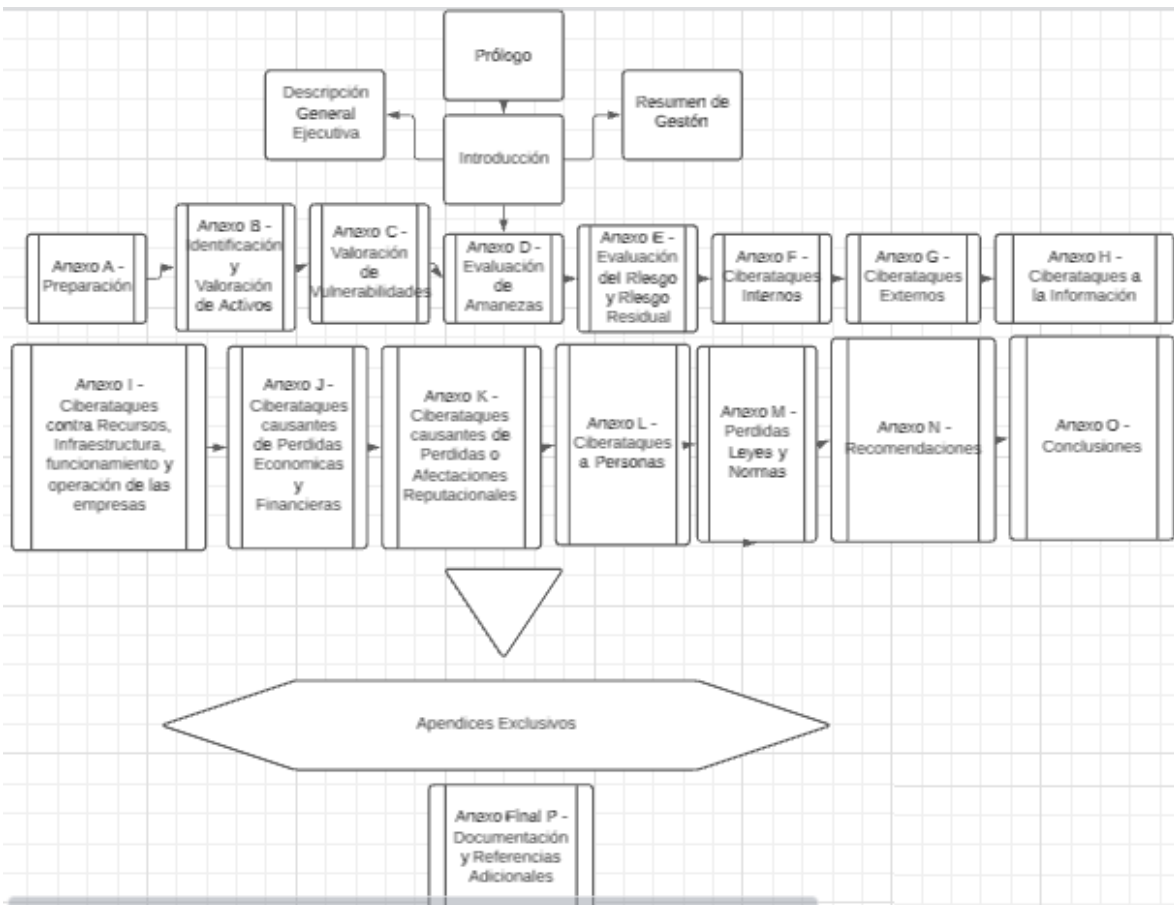 Prólogo
Descripción
General
Ejecutiva
Resumen de
Gestión
Introducción
Anexo A -
Preparación
Anexo B -
Identificación
y
Valoración
de Activos
Anexo C -
Valoración
de
Vulnerabilidades
Anexo D -
Evaluación
de
Amanezas
Anexo E -
Evaluación
del Riesgo
y Riesgo
Residual
Anexo F -
Ciberataques
Internos
Anexo G -
Ciberataques
Externos
Anexo H -
Ciberataques a
la Información
Anexo I -
Ciberataques
contra Recursos,
Infraestructura,
funcionamiento y
operación de las
empresas
Anexo J -
Ciberataques
causantes
de Perdidas
Economicas
y
Financieras
Anexo K -
Ciberataques
causantes de
Perdidas o
Afectaciones
Reputacionales
Anexo L -
Ciberataques
a Personas
Anexo M -
Perdidas
Leyes y
Normas
Anexo N -
Recomendaciones
Anexo O -
Conclusiones
Apendices Exclusivos
Anexo Final P -
Documentación
y Referencias
Adicionales